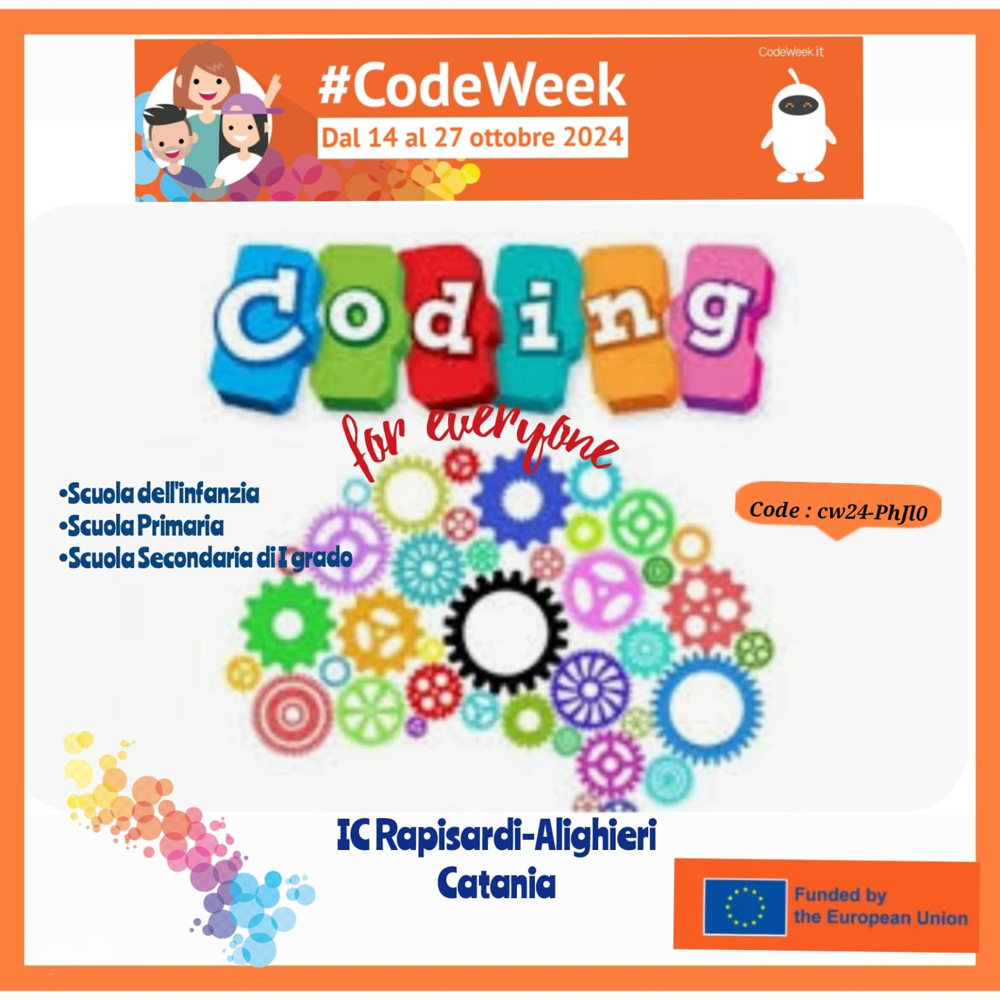 CodeWeek.it
#CodeWeek
Dal 14 al 27 ottobre 2024
Coding
for everyone
•Scuola dell'infanzia
•Scuola Primaria
•Scuola Secondaria di I grado
Code : cw24-PhJl0
IC Rapisardi-Alighieri
Catania
Funded by
the European Union